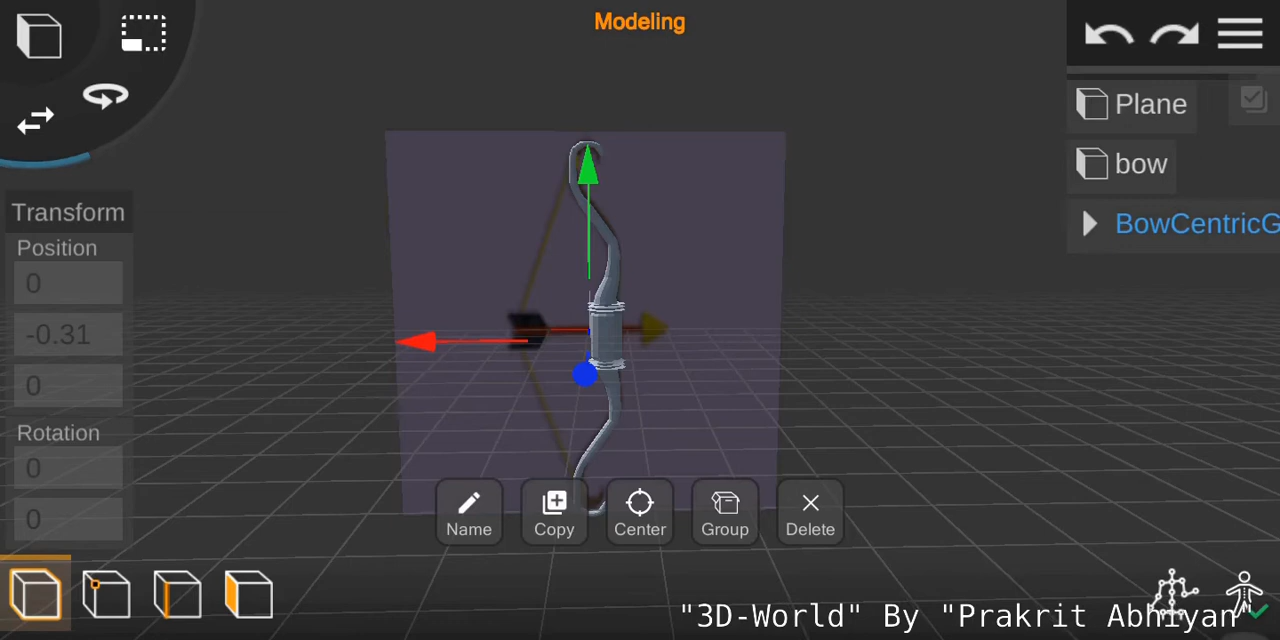 Modeling
Plane
bow
BowCentricG
Transform
Position
0
-0.31
0
Rotation
0
0
Name
Copy
Center
Group
Delete
"3D-World" By "Prakrit Abhiyan"